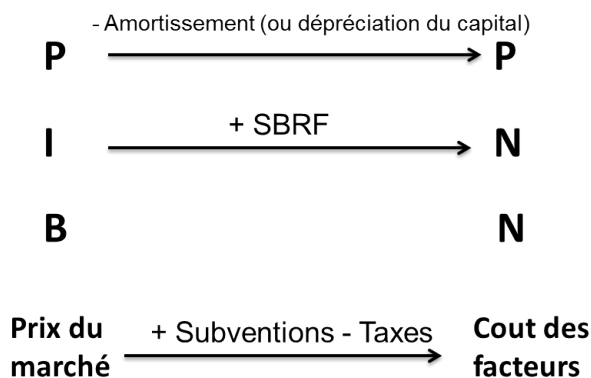 - Amortissement (ou dépréciation du capital)
P P
+ SBRF
I N
B N
Prix du marché + Subventions - Taxes Cout des facteurs